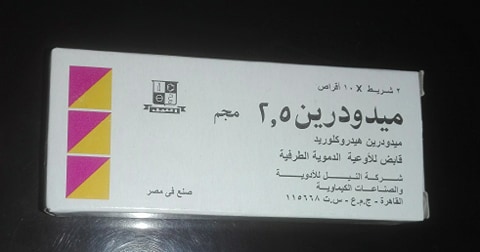 ٢ شريط X ١٠ أقراص
ميدودرين ٢,٥ مجم
ميدودرين هيدروكلوريد
قابض للأوعية الدموية الطرفية
شركة النيل للأدوية
والصناعات الكيماوية
القاهرة - ج.م.ع - س.ت ١١٥٦٦٨
صنع فى مصر